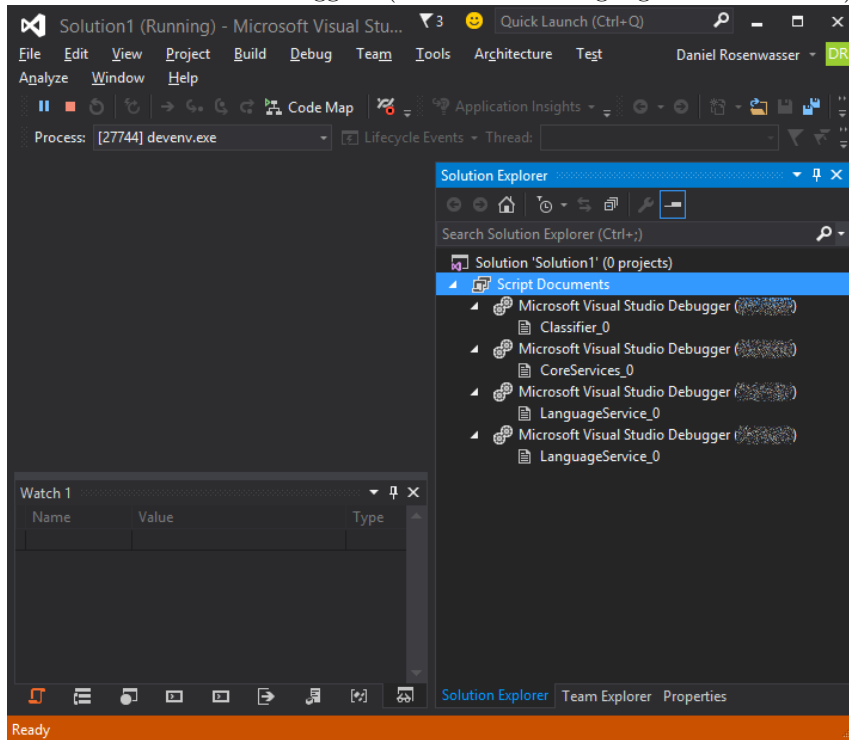 Solution1 (Running) - Microsoft Visual Stu... 3 Quick Launch (Ctrl+Q)
File Edit View Project Build Debug Team Tools Architecture Test Daniel Rosenwasser DR
Analyze Window Help
Code Map Application Insights
Process: [27744] devenv.exe Lifecycle Events Thread:
Solution Explorer
Search Solution Explorer (Ctrl+;)
Solution 'Solution1' (0 projects)
Script Documents
Microsoft Visual Studio Debugger ( )
Classifier_0
Microsoft Visual Studio Debugger ( )
CoreServices_0
Microsoft Visual Studio Debugger ( )
LanguageService_0
Microsoft Visual Studio Debugger ( )
LanguageService_0
Watch 1
Name Value Type
Solution Explorer Team Explorer Properties
Ready